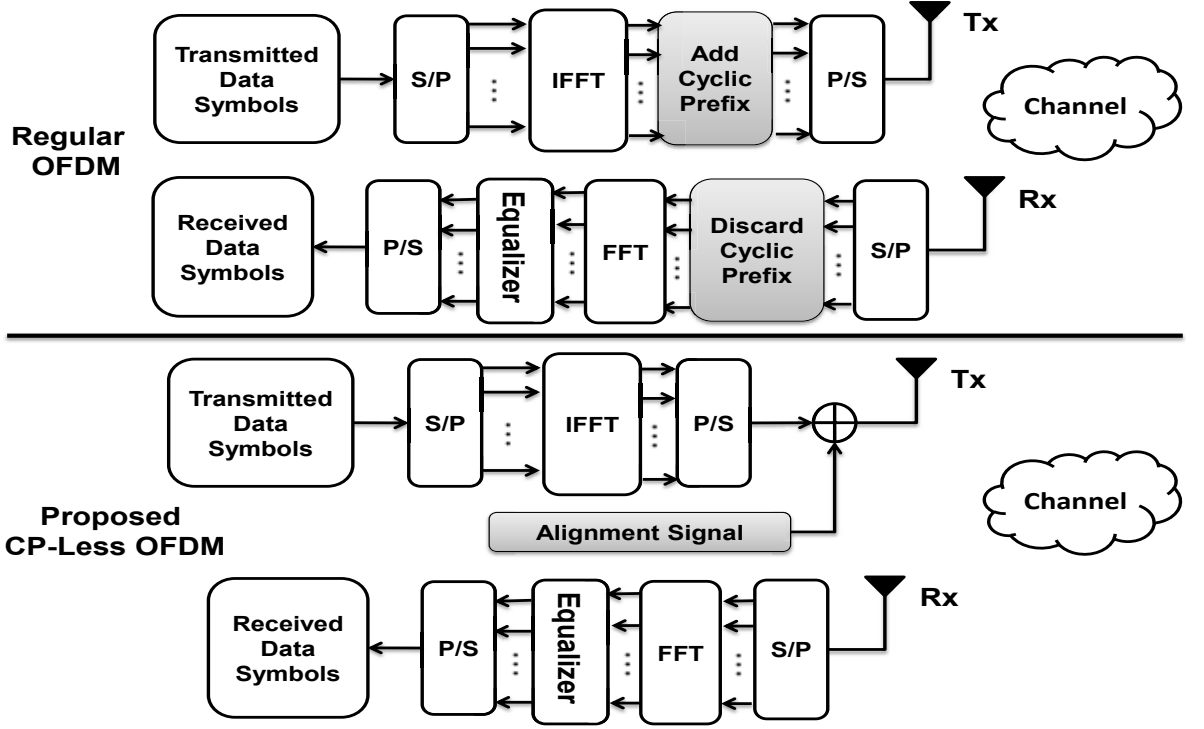 Regular
OFDM
Transmitted
Data
Symbols
S/P
IFFT
Add
Cyclic
Prefix
P/S
Tx
Channel
Received
Data
Symbols
P/S
Equalizer
FFT
Discard
Cyclic
Prefix
S/P
Rx
Proposed
CP-Less OFDM
Transmitted
Data
Symbols
S/P
IFFT
P/S
Tx
Alignment Signal
Channel
Received
Data
Symbols
P/S
Equalizer
FFT
S/P
Rx